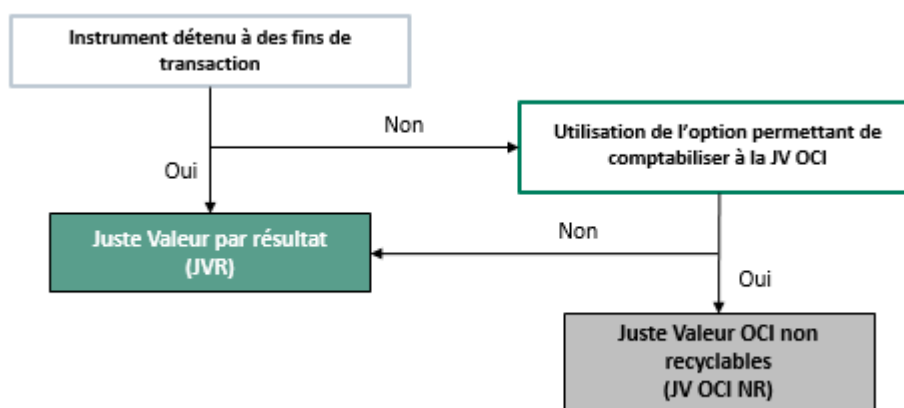 Instrument détenu à des fins de
transaction
Non
Utilisation de l’option permettant de
comptabiliser à la JV OCI
Oui
Juste Valeur par résultat
(JVR)
Non
Oui
Juste Valeur OCI non
recyclables
(JV OCI NR)